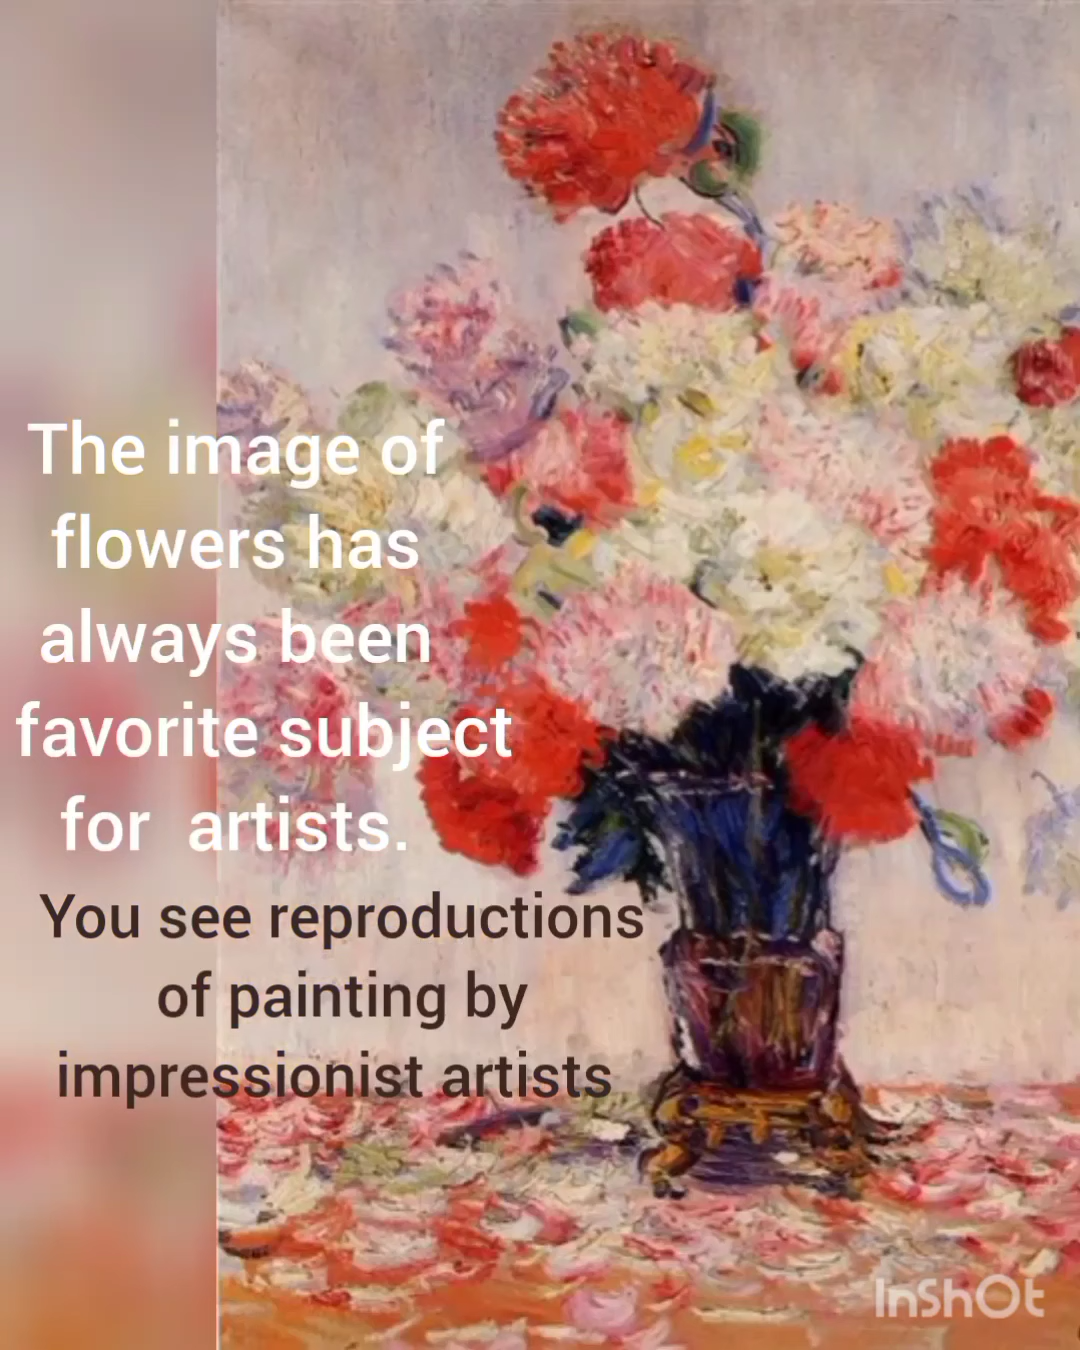 The image of
flowers has
always been
favorite subject
for artists.
You see reproductions
of painting by
impressionist artists
InShOt